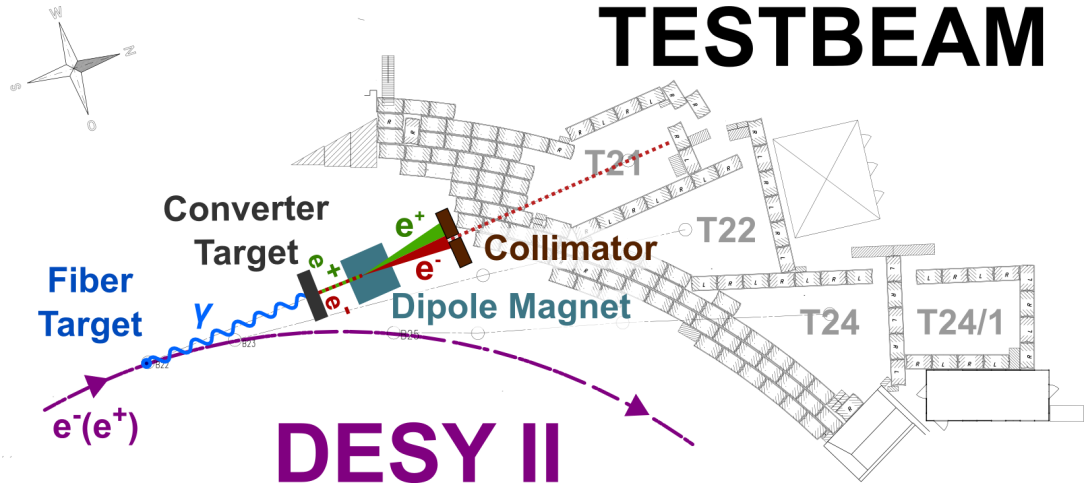 TESTBEAM
W
N
S
O
T21
Converter
Target
e+
T22
Collimator
e+
e-
Fiber
Target
γ
e-
Dipole Magnet
T24
T24/1
B22
B23
B25
e-(e+)
DESY II